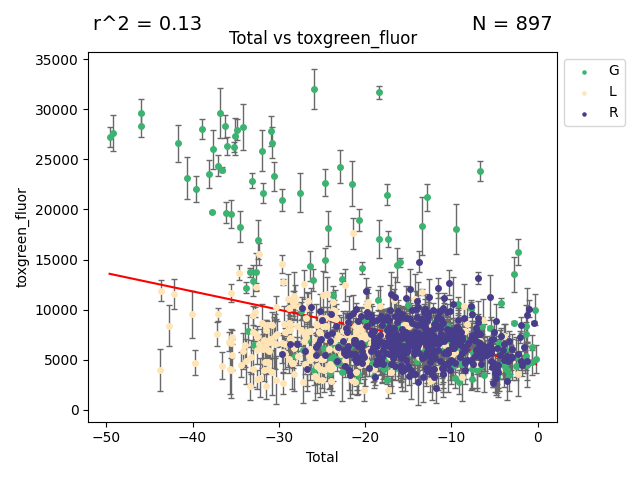 r^2 = 0.13
N = 897
Total vs toxgreen_fluor
35000
30000
25000
20000
15000
10000
5000
0
toxgreen_fluor
−50
−40
−30
−20
−10
0
Total
G
L
R